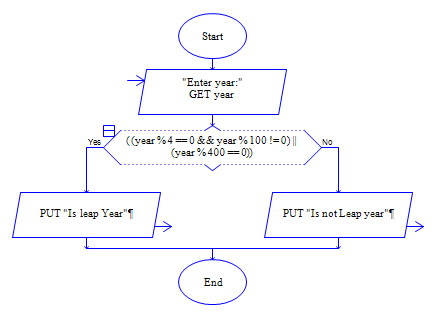 Start
"Enter year:"
GET year
((year % 4 == 0 && year % 100 != 0) ||
(year % 400 == 0))
Yes
No
PUT "Is leap Year"¶
PUT "Is not Leap year"¶
End